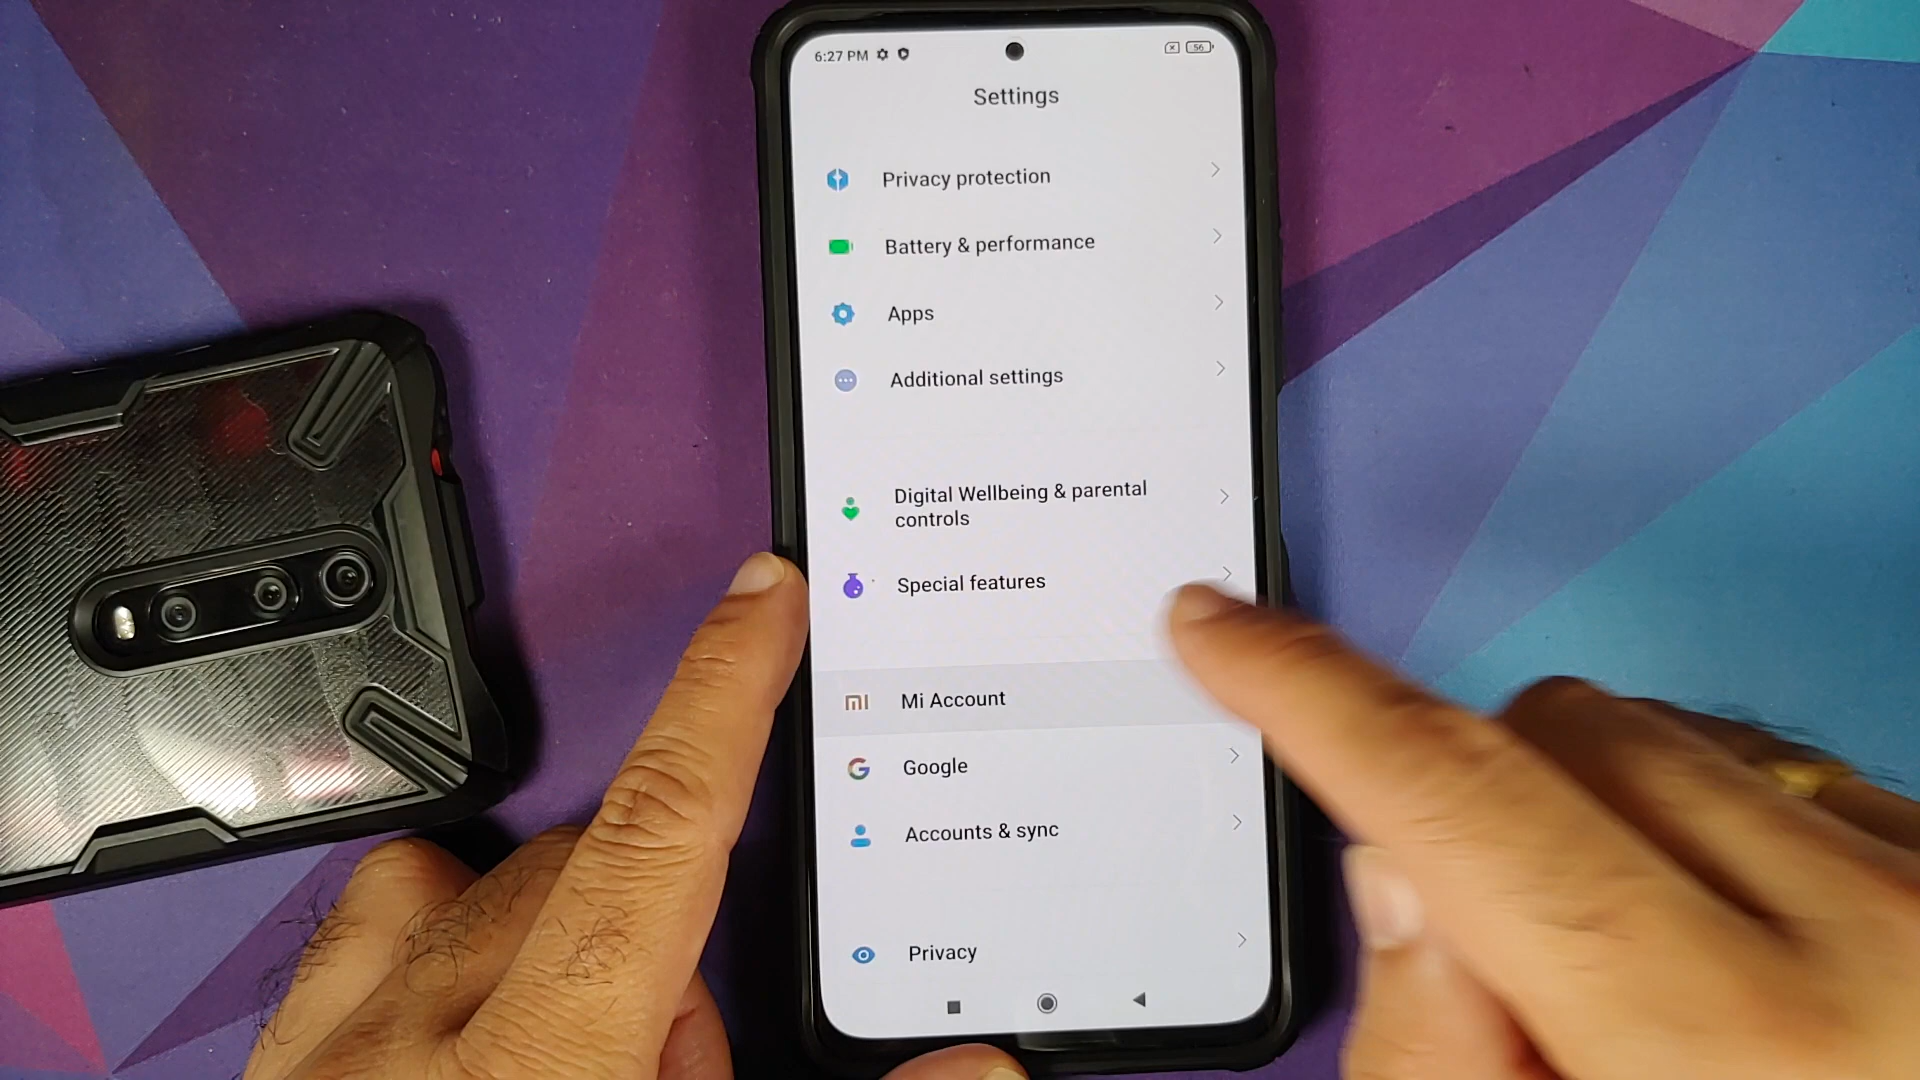 6:27 PM
56
Settings
Privacy protection
Battery & performance
Apps
Additional settings
Digital Wellbeing & parental
controls
Special features
Mi Account
Google
Accounts & sync
Privacy